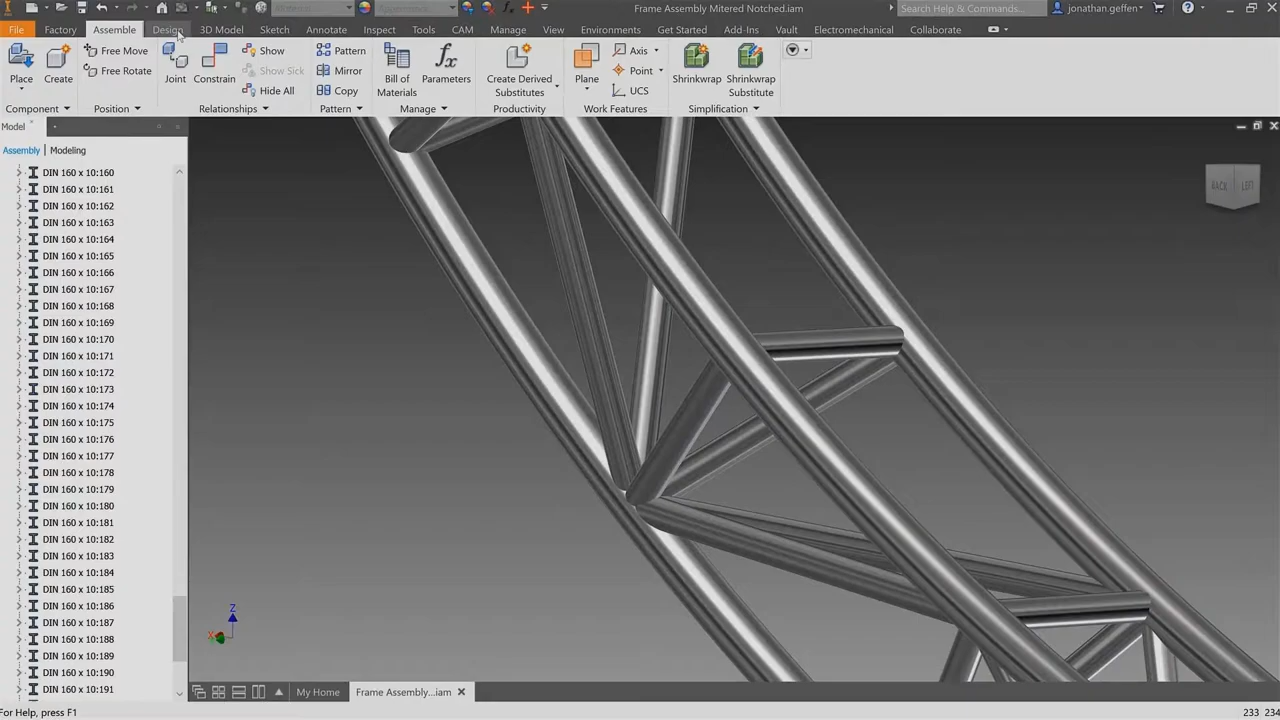 Frame Assembly Mitered Notched.iam
Search Help & Commands...
jonathan.geffen
File
Factory
Assemble
Design
3D Model
Sketch
Annotate
Inspect
Tools
CAM
Manage
View
Environments
Get Started
Add-Ins
Vault
Electromechanical
Collaborate
Place
Create
Free Move
Free Rotate
Joint
Constrain
Show
Show Sick
Hide All
Pattern
Mirror
Copy
Bill of
Materials
Parameters
Create Derived
Substitutes
Plane
Axis
Point
UCS
Shrinkwrap
Shrinkwrap
Substitute
Component
Position
Relationships
Pattern
Manage
Productivity
Work Features
Simplification
Model
Assembly | Modeling
DIN 160 x 10:160
DIN 160 x 10:161
DIN 160 x 10:162
DIN 160 x 10:163
DIN 160 x 10:164
DIN 160 x 10:165
DIN 160 x 10:166
DIN 160 x 10:167
DIN 160 x 10:168
DIN 160 x 10:169
DIN 160 x 10:170
DIN 160 x 10:171
DIN 160 x 10:172
DIN 160 x 10:173
DIN 160 x 10:174
DIN 160 x 10:175
DIN 160 x 10:176
DIN 160 x 10:177
DIN 160 x 10:178
DIN 160 x 10:179
DIN 160 x 10:180
DIN 160 x 10:181
DIN 160 x 10:182
DIN 160 x 10:183
DIN 160 x 10:184
DIN 160 x 10:185
DIN 160 x 10:186
DIN 160 x 10:187
DIN 160 x 10:188
DIN 160 x 10:189
DIN 160 x 10:190
DIN 160 x 10:191
BACK
LEFT
Z
X
My Home
Frame Assembly...iam
For Help, press F1
233 234